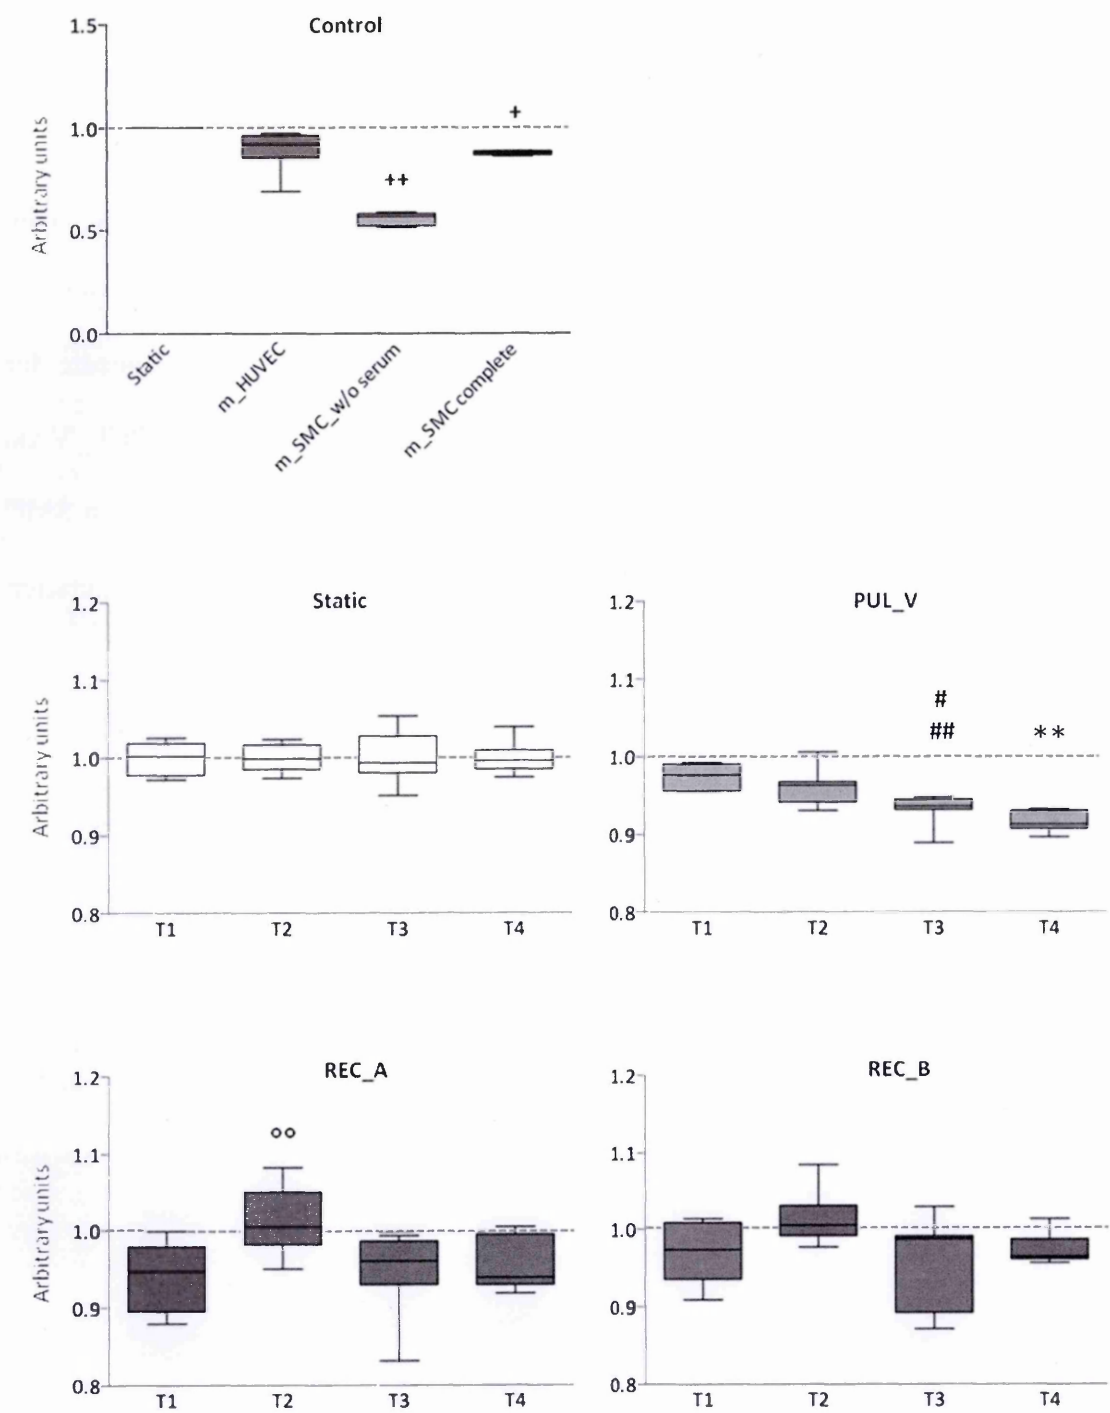 Control
1.5
1.0
0.5
0.0
Arbitrary units
+
++
Static
m_HUVEC
m_SMC_w/o serum
m_SMC complete
Static
1.2
1.1
1.0
0.9
0.8
Arbitrary units
T1 T2 T3 T4
PUL_V
1.2
1.1
1.0
0.9
0.8
#
##
**
T1 T2 T3 T4
REC_A
1.2
1.1
1.0
0.9
0.8
Arbitrary units
°°
T1 T2 T3 T4
REC_B
1.2
1.1
1.0
0.9
0.8
T1 T2 T3 T4